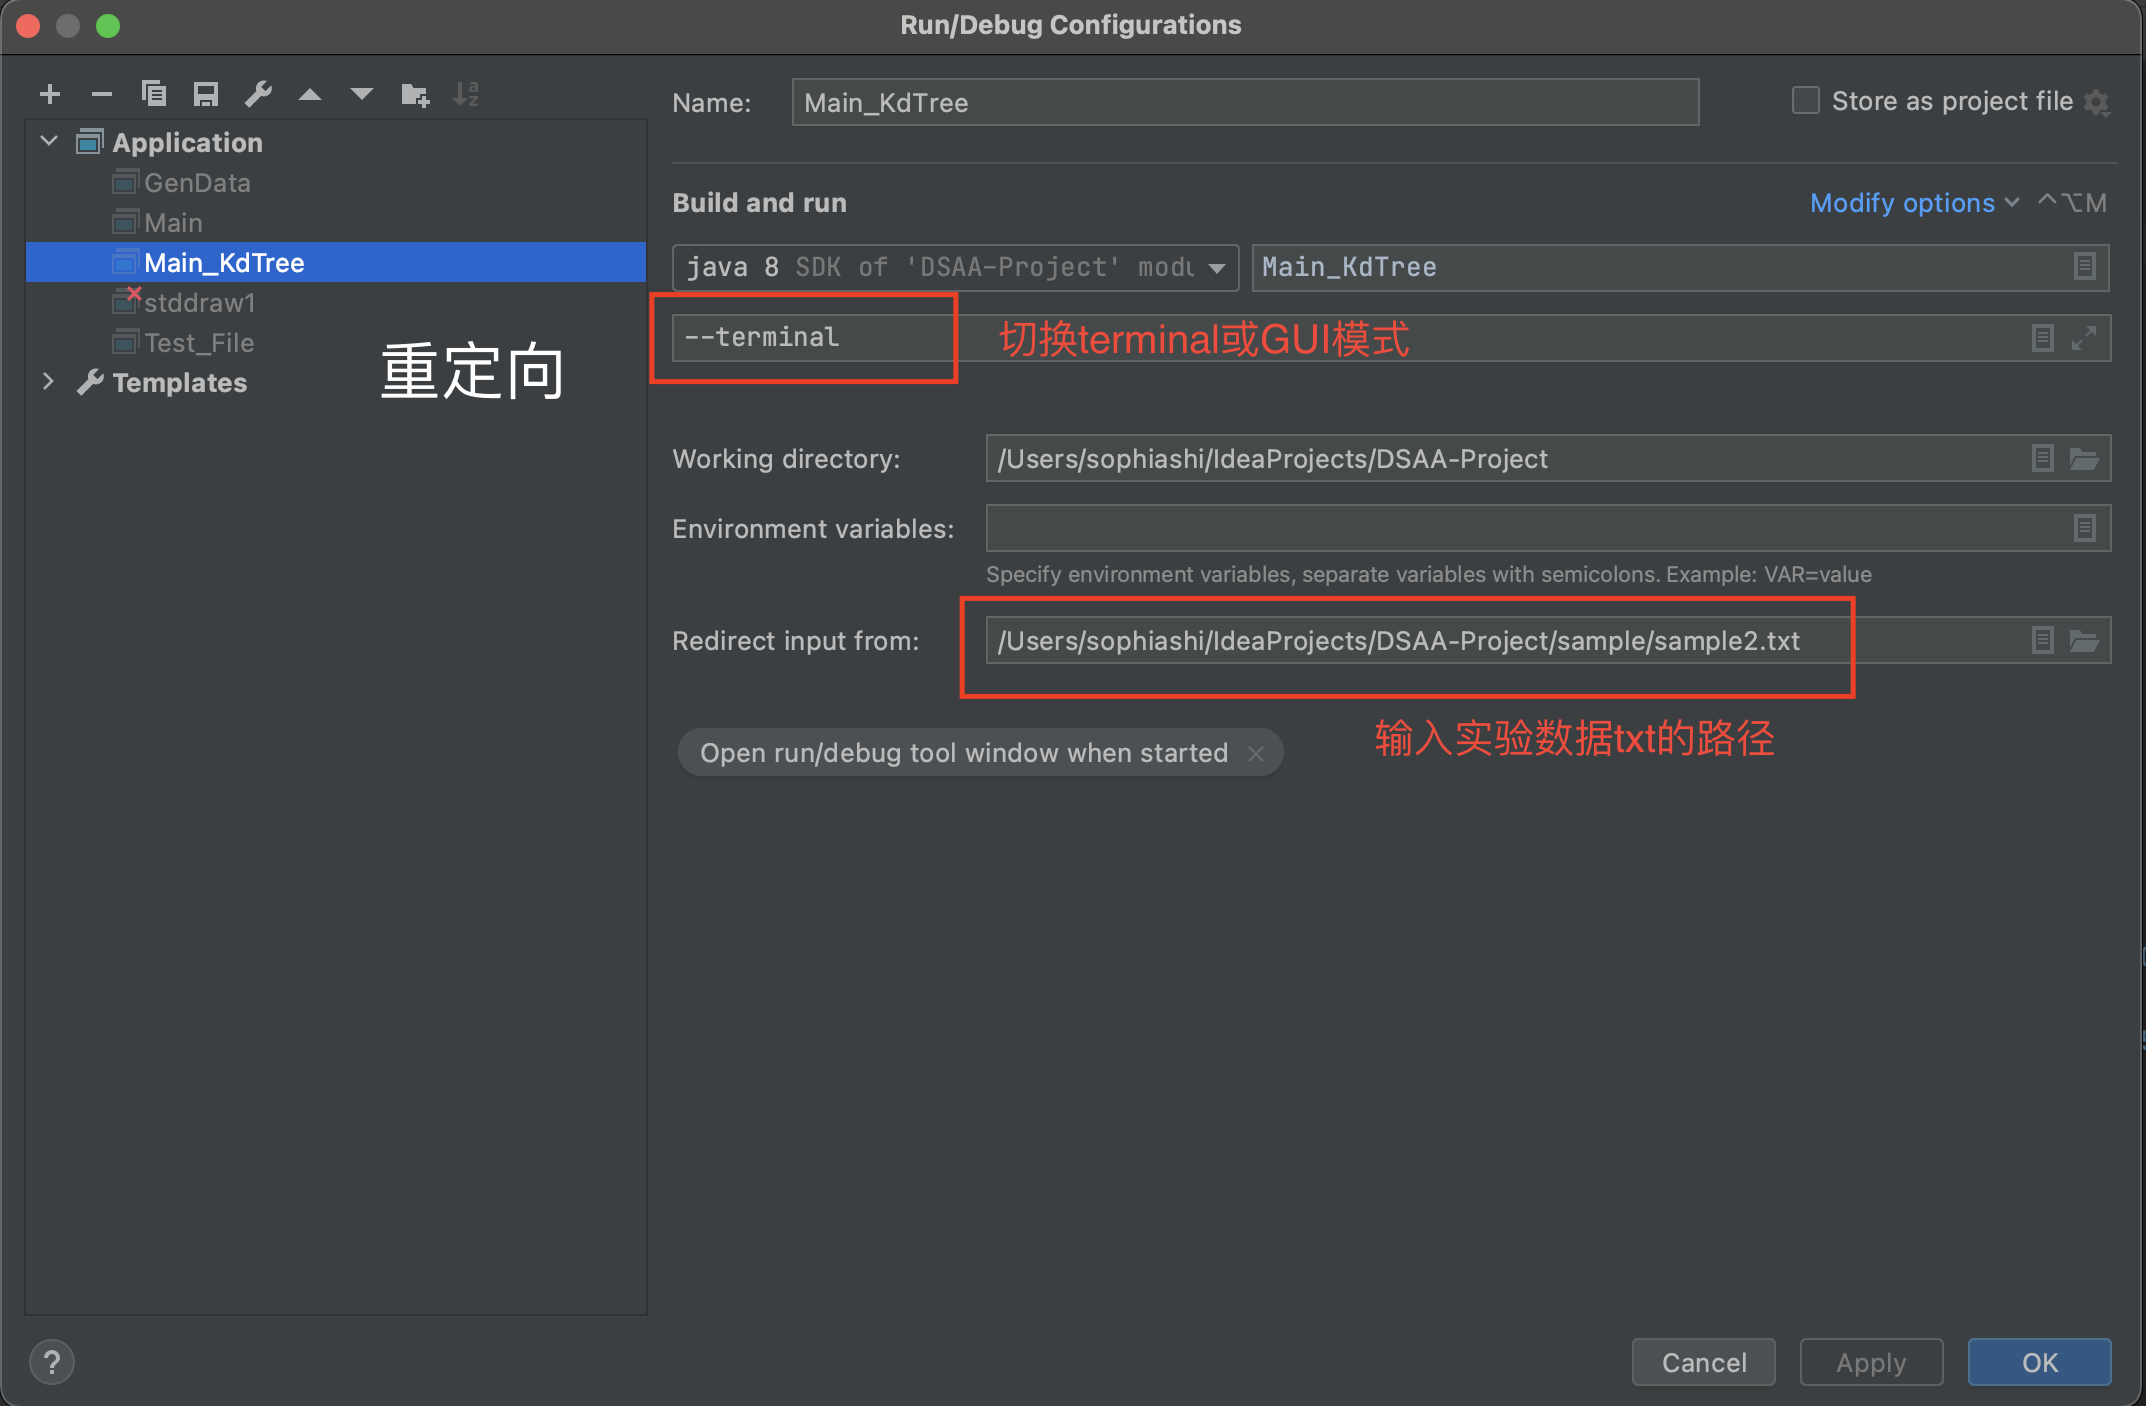 Run/Debug Configurations
Application
GenData
Main
Main_KdTree
stddraw1
Test_File
Templates
重定向
Name:
Main_KdTree
Store as project file
Build and run
Modify options
^⌥M
java 8 SDK of 'DSAA-Project' modu
Main_KdTree
--terminal
切换terminal或GUI模式
Working directory:
/Users/sophiashi/IdeaProjects/DSAA-Project
Environment variables:
Specify environment variables, separate variables with semicolons. Example: VAR=value
Redirect input from:
/Users/sophiashi/IdeaProjects/DSAA-Project/sample/sample2.txt
输入实验数据txt的路径
Open run/debug tool window when started
?
Cancel
Apply
OK